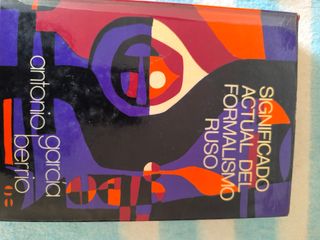 SIGNIFICADO
ACTUAL DEL
FORMALISMO
RUSO
antonio garcía
berrio